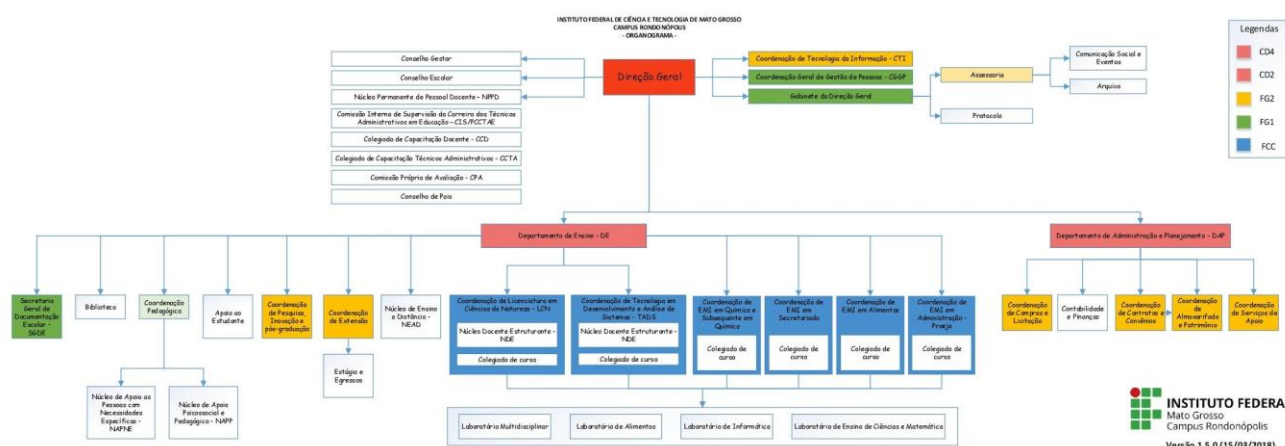 INSTITUTO FEDERAL DE CIÊNCIA E TECNOLOGIA DE MATO GROSSO
CAMPUS RONDONÓPOLIS
- ORGANOGRAMA -
Legendas
CD4
CD2
FG2
FG1
FCC
Direção Geral
Conselho Gestor
Conselho Escolar
Núcleo Permanente de Pessoal Docente - NPPD
Comissão Interna de Supervisão da Carreira dos Técnicos
Administrativos em Educação - CIS/PCCTAE
Colegiado de Capacitação Docente - CCD
Colegiado de Capacitação Técnicos Administrativos - CCTA
Comissão Própria de Avaliação - CPA
Conselho de Pais
Coordenação de Tecnologia da Informação - CTI
Coordenação Geral de Gestão de Pessoas - CGGP
Gabinete da Direção Geral
Assessoria
Protocolo
Comunicação Social e
Eventos
Arquivo
Departamento de Ensino - DE
Departamento de Administração e Planejamento - DAP
Secretaria
Geral de
Documentação
Escolar -
SGDE
Biblioteca
Coordenação
Pedagógica
Apoio ao
Estudante
Coordenação
de Pesquisa,
Inovação e
pós-graduação
Coordenação
de Extensão
Núcleo de Ensino
a Distância -
NEAD
Coordenação de Licenciatura em
Ciências da Natureza - LCN
Núcleo Docente Estruturante -
NDE
Colegiado de curso
Coordenação de Tecnologia em
Desenvolvimento e Análise de
Sistemas - TADS
Núcleo Docente Estruturante -
NDE
Colegiado de curso
Coordenação de
EMI em Química e
Subsequente em
Química
Colegiado de
curso
Coordenação de
EMI em
Secretariado
Colegiado de
curso
Coordenação de
EMI em Alimentos
Colegiado de
curso
Coordenação de
EMI em
Administração -
Proeja
Colegiado de
curso
Coordenação
de Compras e
Licitação
Contabilidade
e Finanças
Coordenação
de Contratos e
Convênios
Coordenação de
Almoxarifado e
Patrimônio
Coordenação
de Serviços de
Apoio
Núcleo de Apoio as
Pessoas com
Necessidades
Específicas -
NAPNE
Núcleo de Apoio
Psicossocial e
Pedagógico - NAPP
Estágio e
Egressos
Laboratório Multidisciplinar
Laboratório de Alimentos
Laboratório de Informática
Laboratório de Ensino de Ciências e Matemática
INSTITUTO FEDERA
Mato Grosso
Campus Rondonópolis
Versão 1.5.0 (15/03/2018)